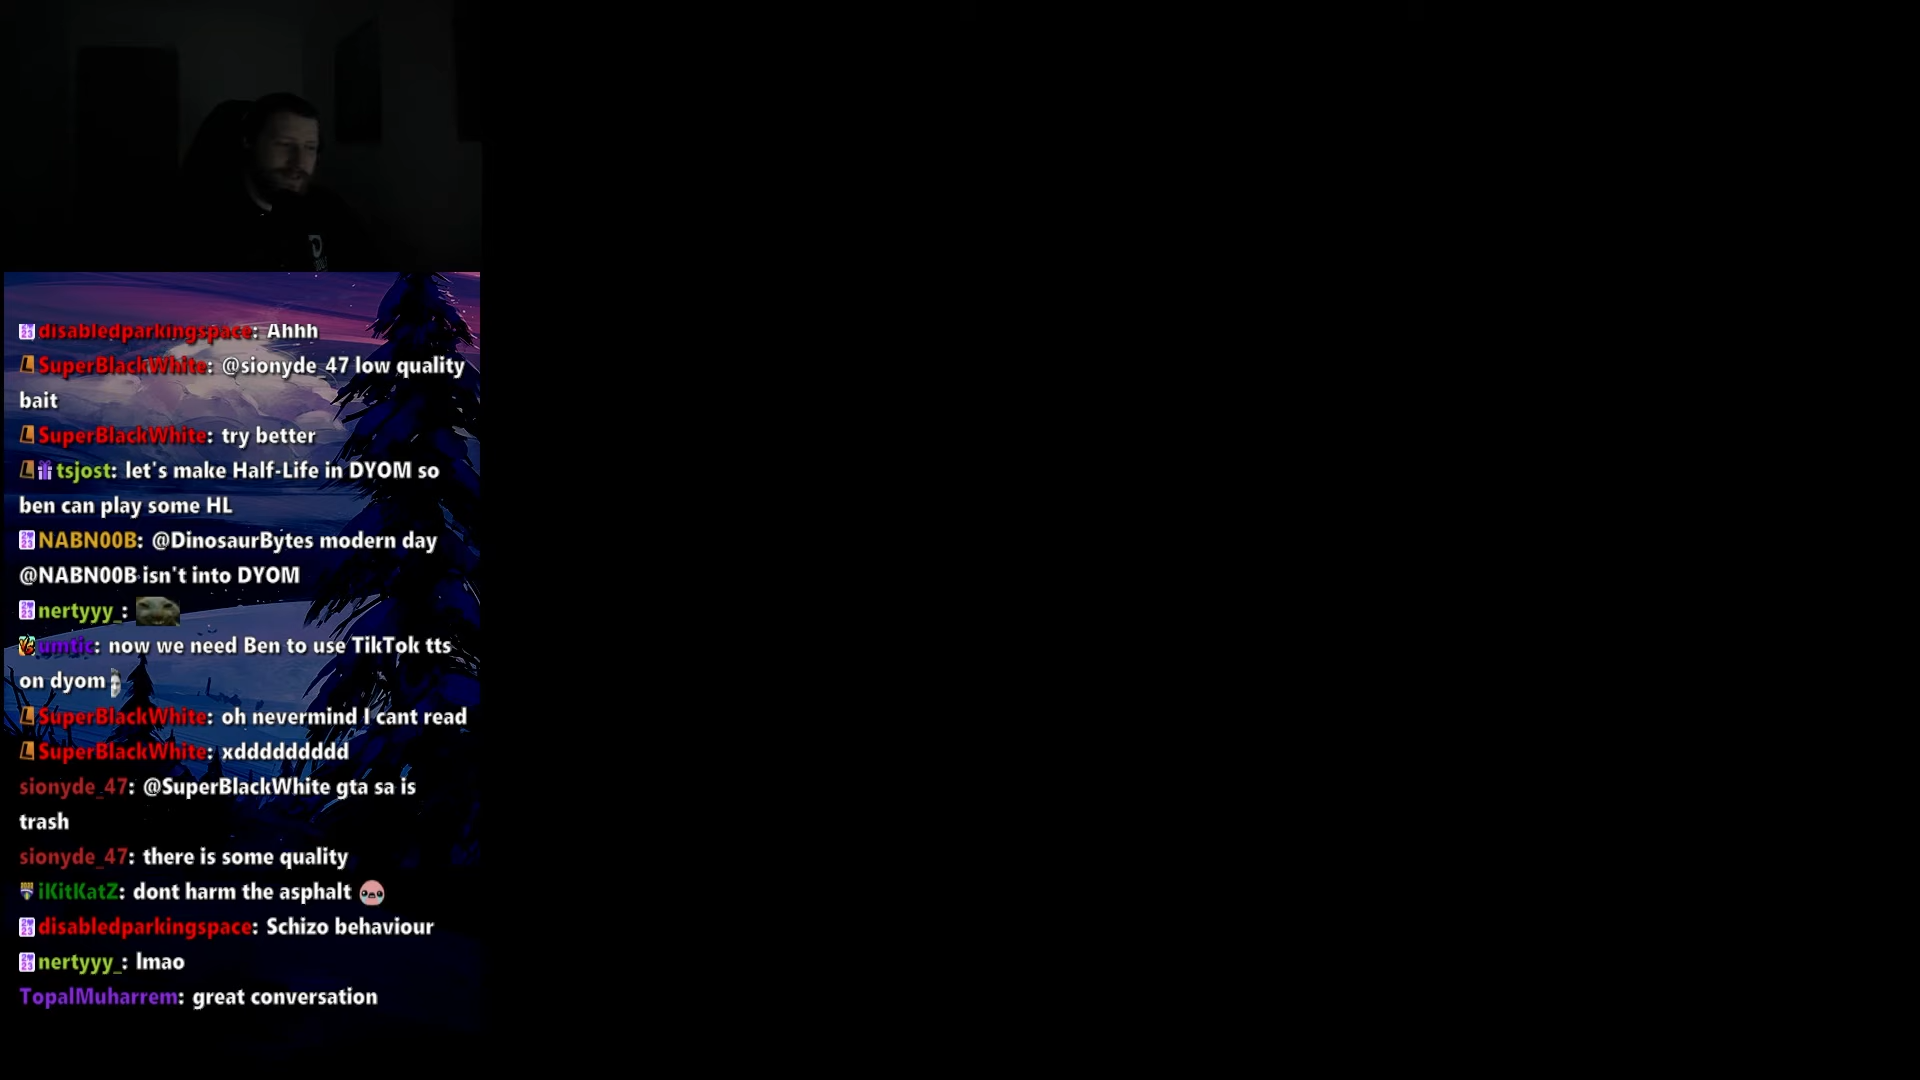 disabledparkingspace: Ahhh
SuperBlackWhite: @sionyde_47 low quality
bait
SuperBlackWhite: try better
tsjost: let's make Half-Life in DYOM so
ben can play some HL
NABN00B: @DinosaurBytes modern day
@NABN00B isn't into DYOM
nertyyy_:
umtic: now we need Ben to use TikTok tts
on dyom
SuperBlackWhite: oh nevermind I cant read
SuperBlackWhite: xddddddddd
sionyde_47: @SuperBlackWhite gta sa is
trash
sionyde_47: there is some quality
iKitKatZ: dont harm the asphalt
disabledparkingspace: Schizo behaviour
nertyyy_: lmao
TopalMuharrem: great conversation